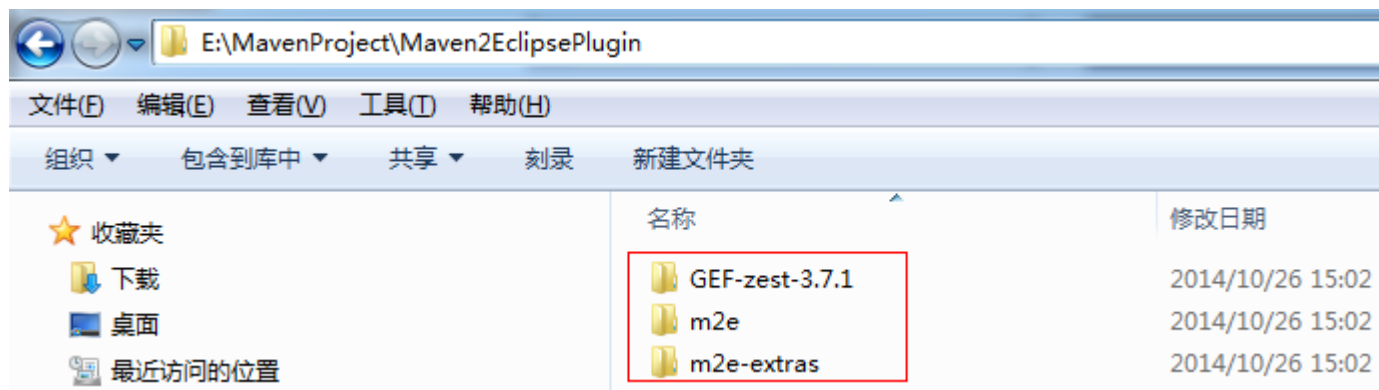 E:\MavenProject\Maven2EclipsePlugin
文件(F) 编辑(E) 查看(V) 工具(T) 帮助(H)
组织 包含到库中 共享 刻录 新建文件夹
收藏夹
下载
桌面
最近访问的位置
名称 修改日期
GEF-zest-3.7.1 2014/10/26 15:02
m2e 2014/10/26 15:02
m2e-extras 2014/10/26 15:02